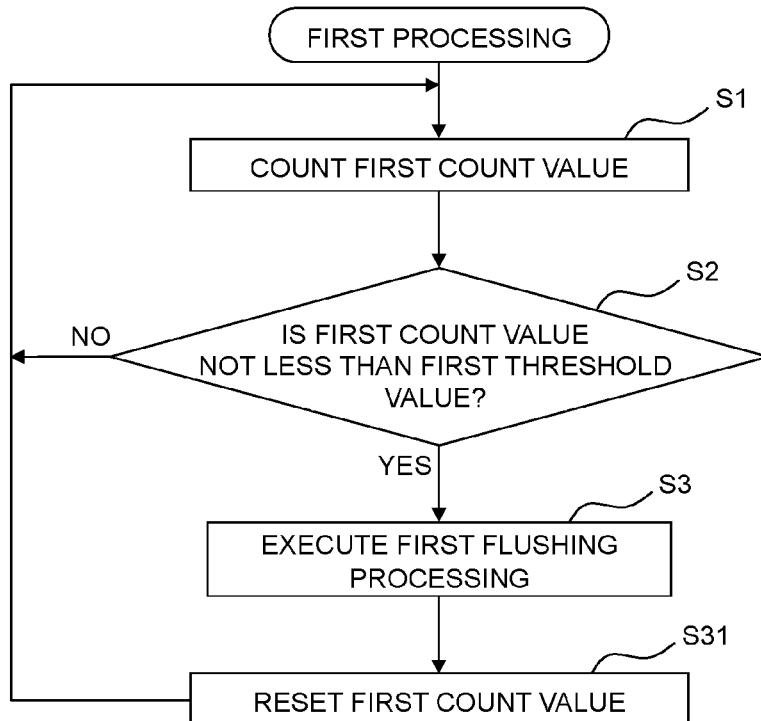 FIRST PROCESSING
S1
COUNT FIRST COUNT VALUE
S2
IS FIRST COUNT VALUE
NOT LESS THAN FIRST THRESHOLD
VALUE?
NO
YES
S3
EXECUTE FIRST FLUSHING
PROCESSING
S31
RESET FIRST COUNT VALUE